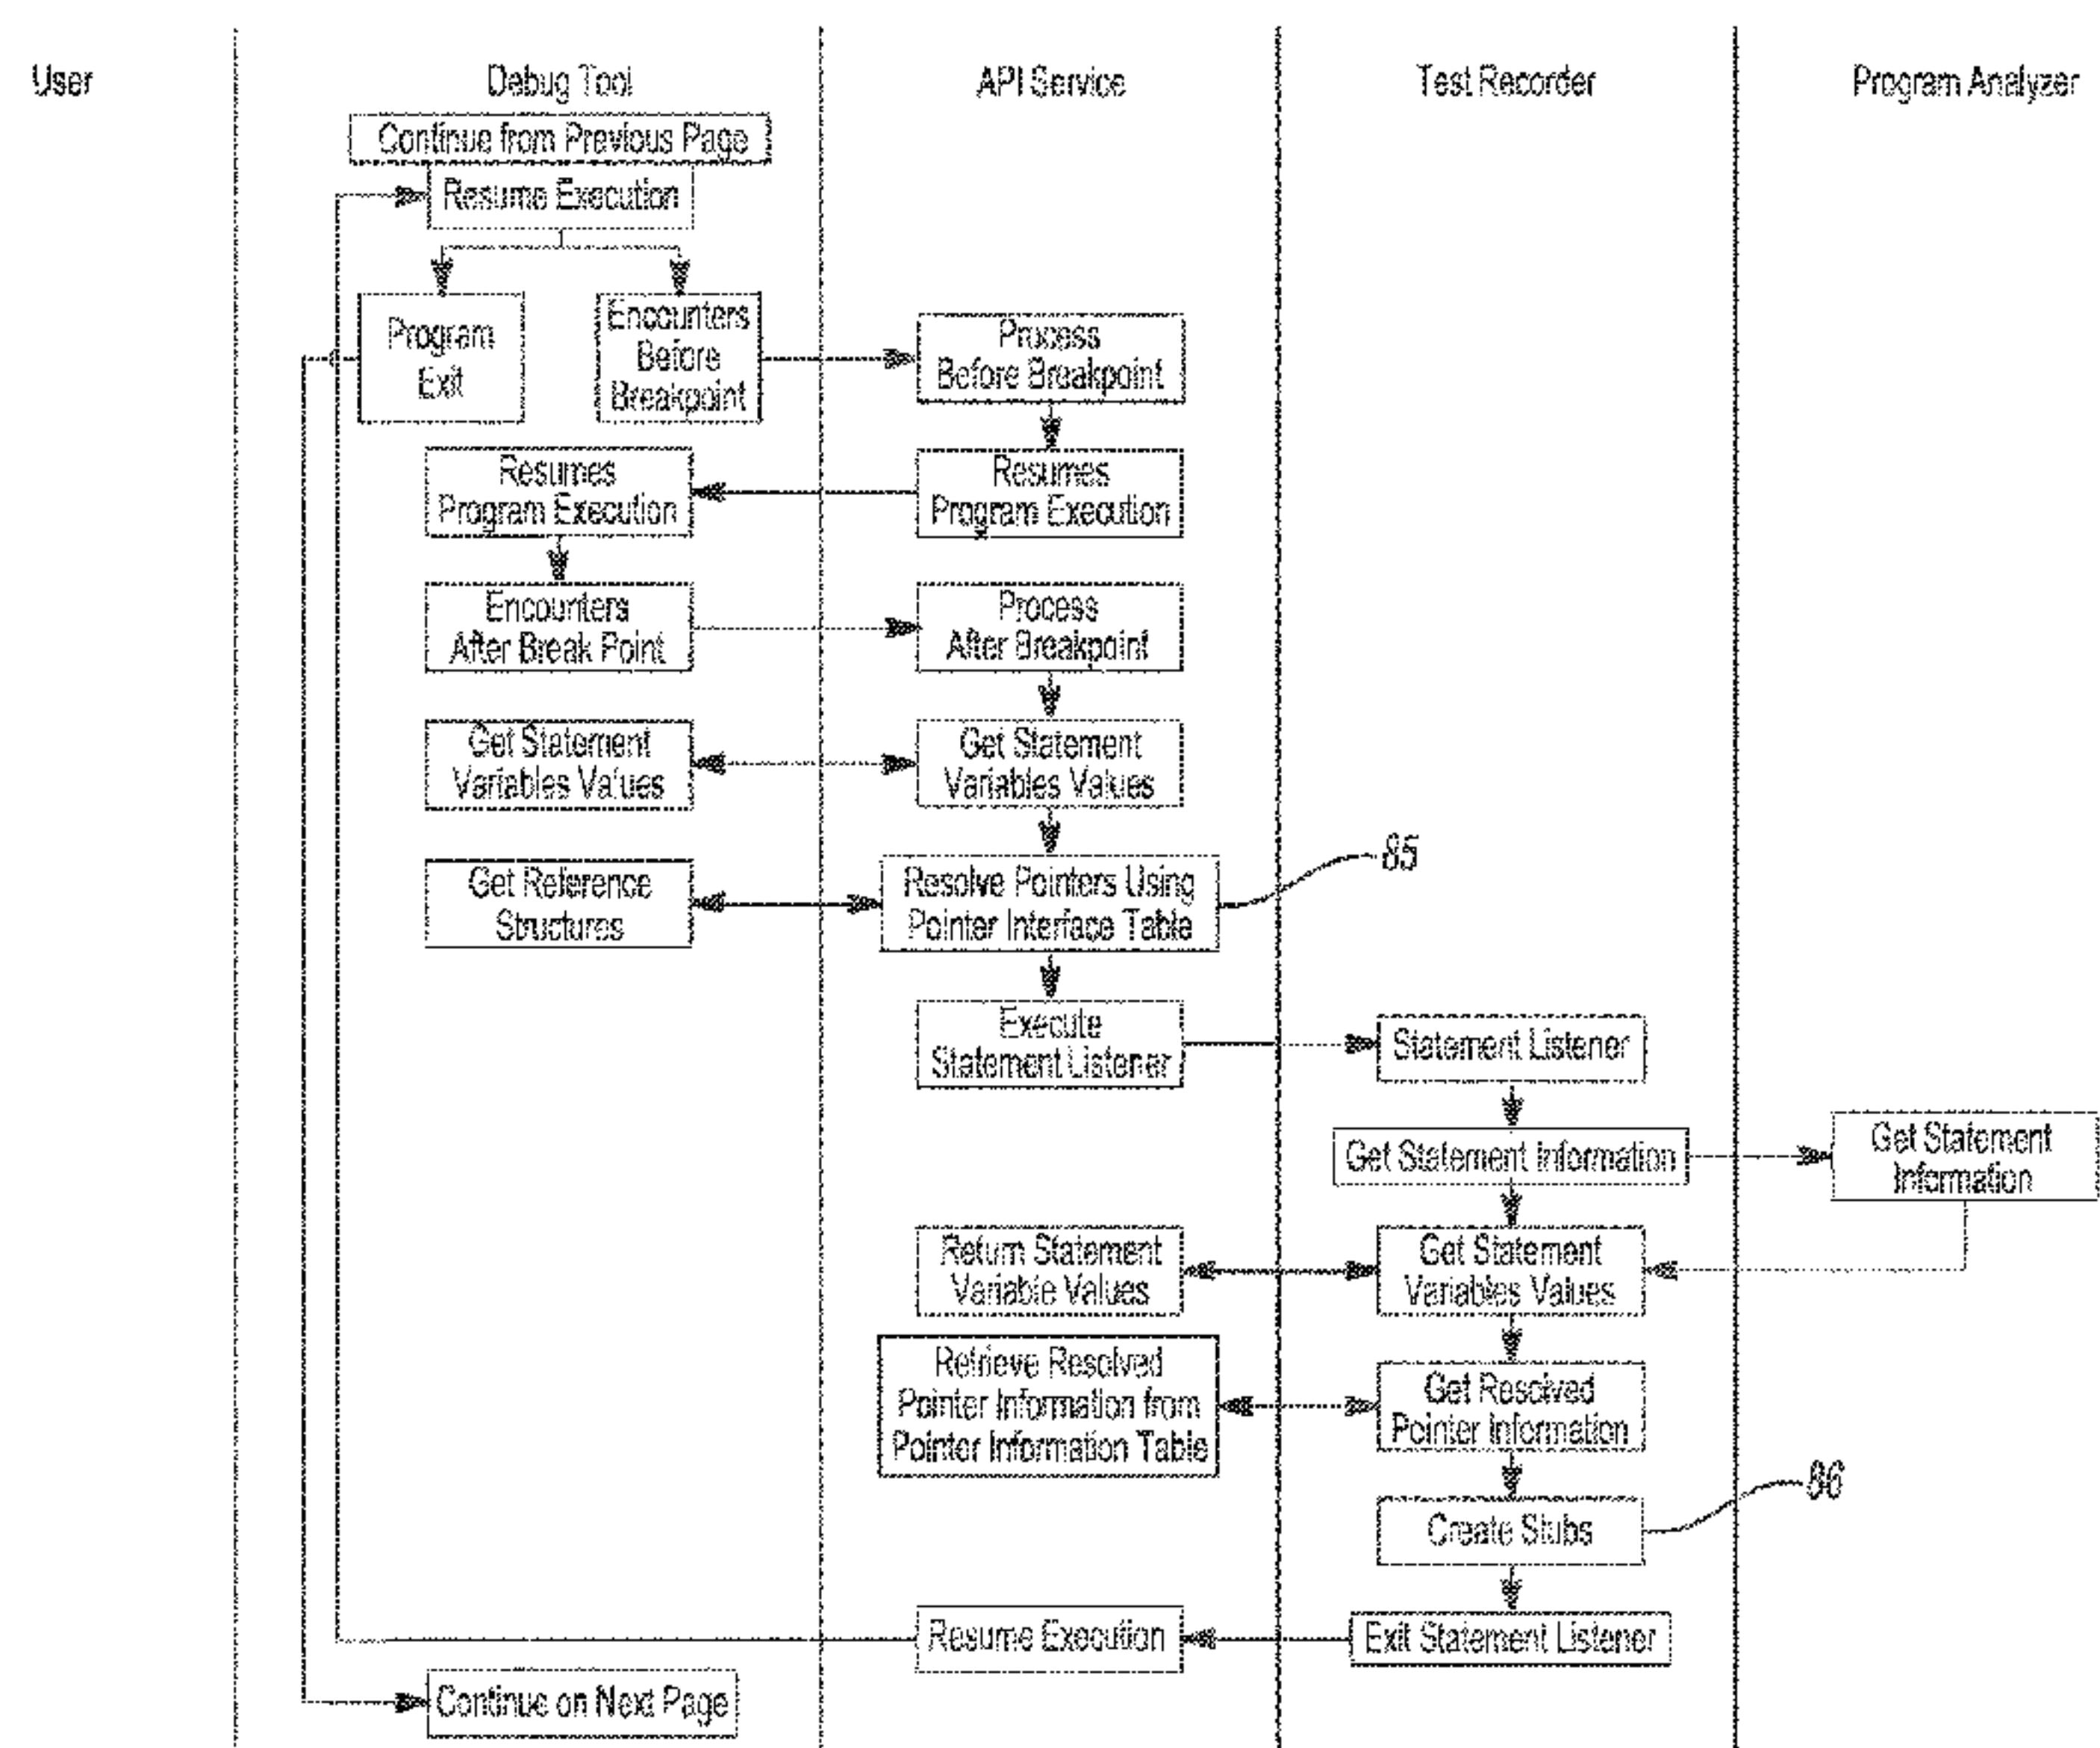 User
Debug Tool
API Service
Test Recorder
Program Analyzer
Continue from Previous Page
Resume Execution
Program
Exit
Encounters
Before
Breakpoint
Process
Before Breakpoint
Resumes
Program Execution
Resumes
Program Execution
Encounters
After Break Point
Process
After Breakpoint
Get Statement
Variables Values
Get Statement
Variables Values
Get Reference
Structures
Resolve Pointers Using
Pointer Interface Table
85
Execute
Statement Listener
Statement Listener
Get Statement Information
Get Statement
Information
Return Statement
Variable Values
Get Statement
Variables Values
Retrieve Resolved
Pointer Information from
Pointer Information Table
Get Resolved
Pointer Information
Create Stubs
86
Resume Execution
Exit Statement Listener
Continue on Next Page